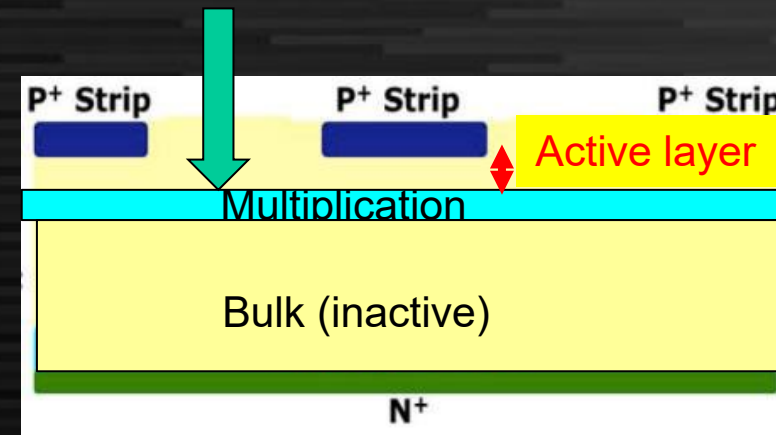 P⁺ Strip
P⁺ Strip
P⁺ Strip
Active layer
Multiplication
Bulk (inactive)
N⁺